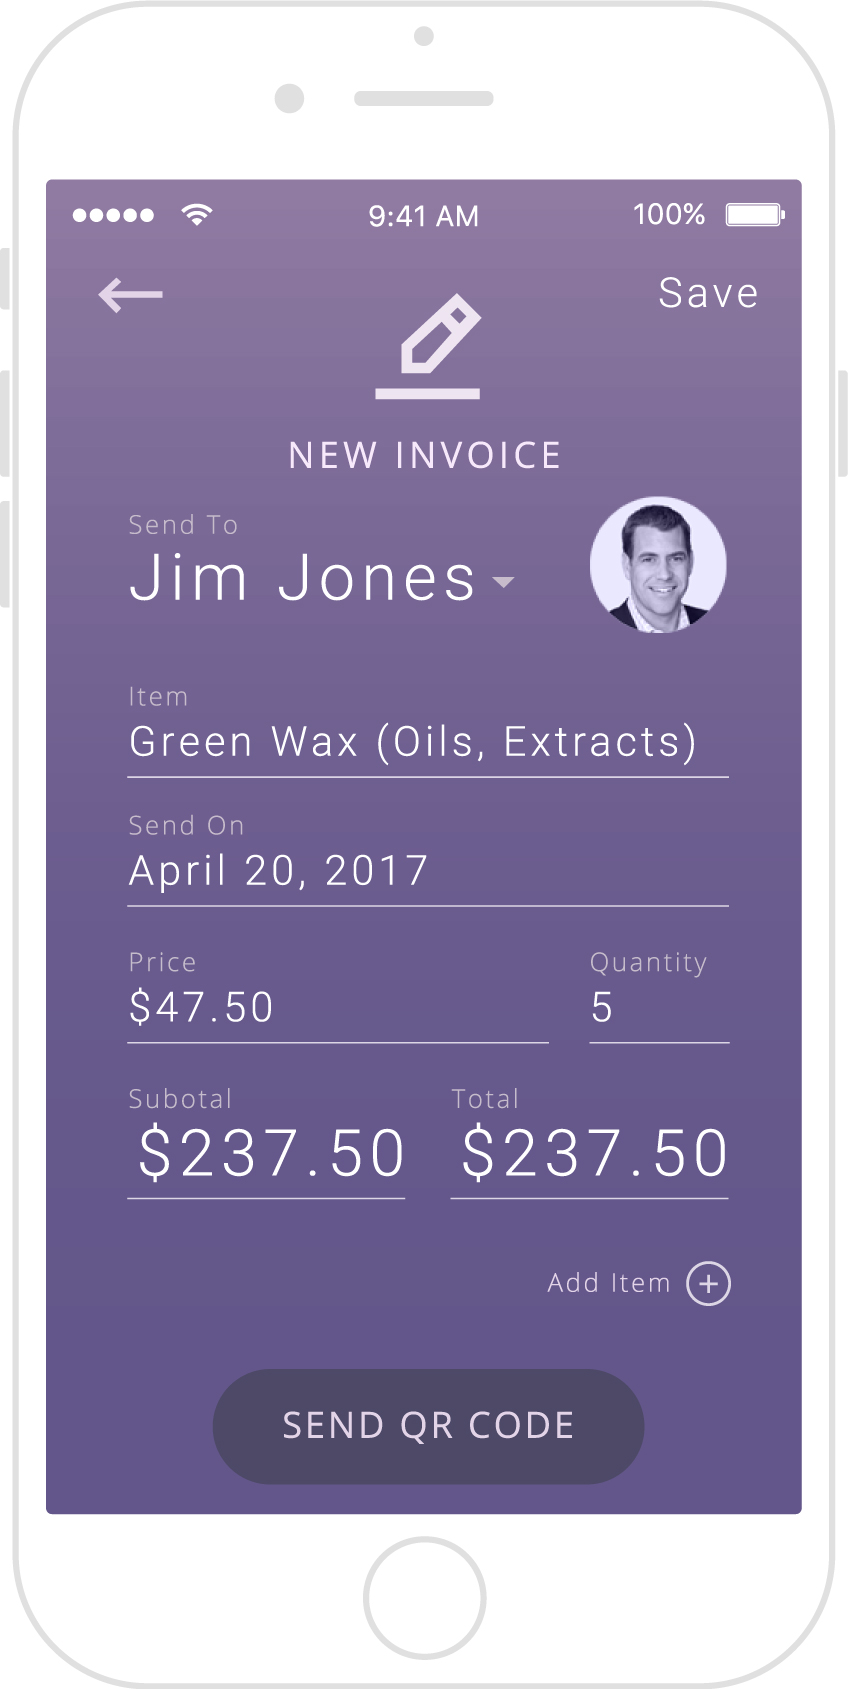 9:41 AM 100%
Save
NEW INVOICE
Send To
Jim Jones
Item
Green Wax (Oils, Extracts)
Send On
April 20, 2017
Price Quantity
$47.50 5
Subotal Total
$237.50 $237.50
Add Item
SEND QR CODE